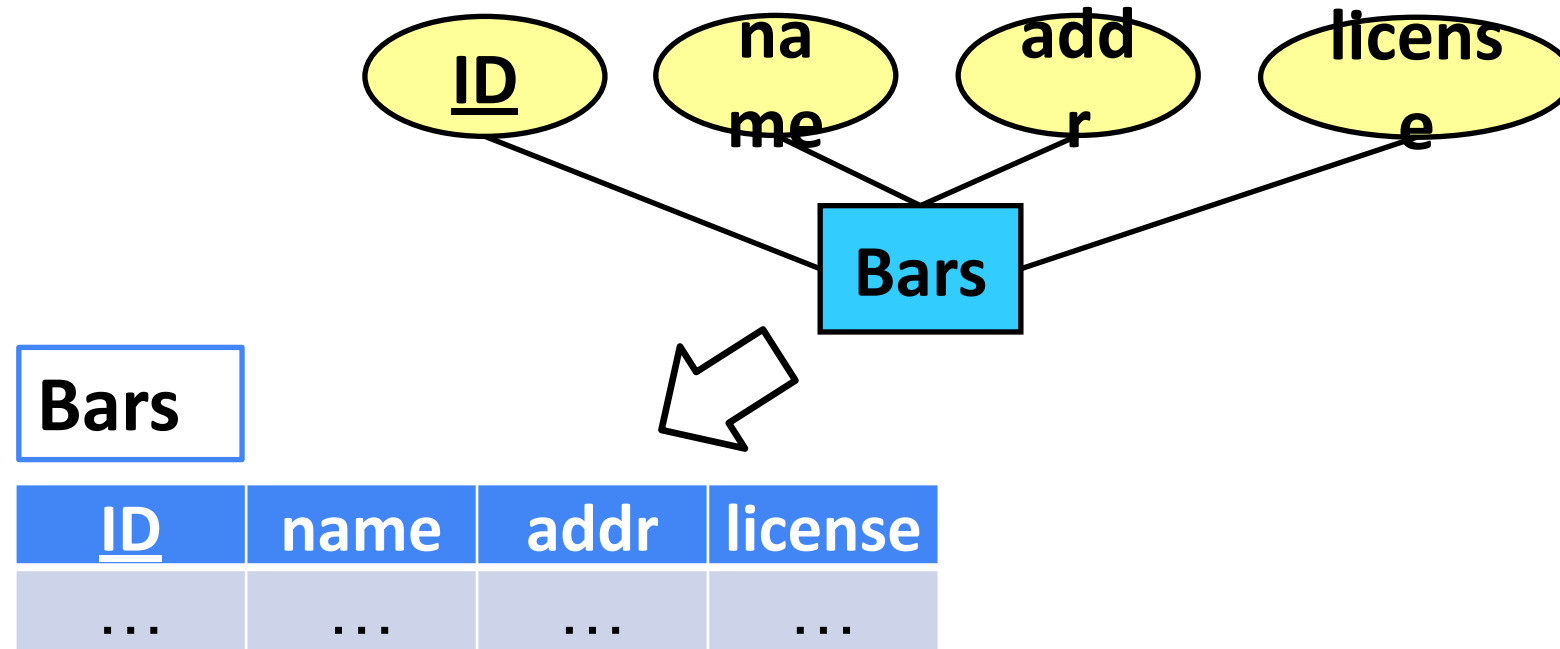 ID
na
me
add
r
licens
e
Bars
Bars
ID name addr license
... ... ... ...